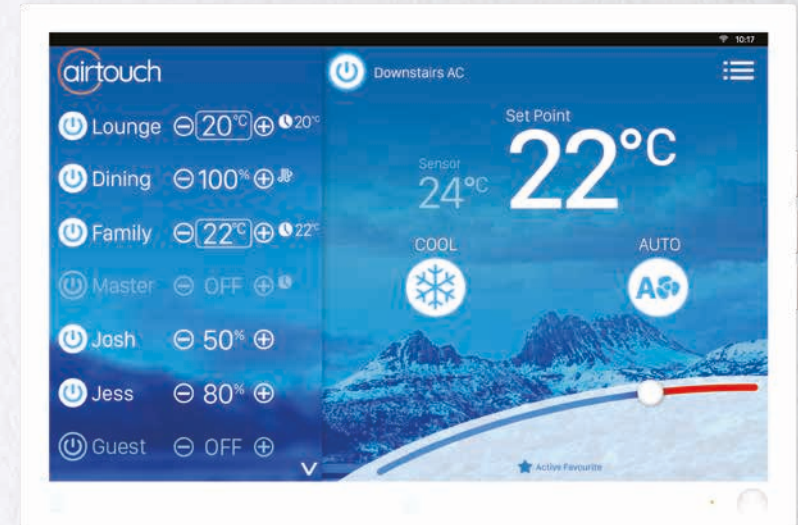 10:17
airtouch
Downstairs AC
Lounge 20°C 20°C
Dining 100%
Family 22°C 22°C
Master OFF
Josh 50%
Jess 80%
Guest OFF
Set Point
22°C
Sensor
24°C
COOL
AUTO
A
Active Favourite